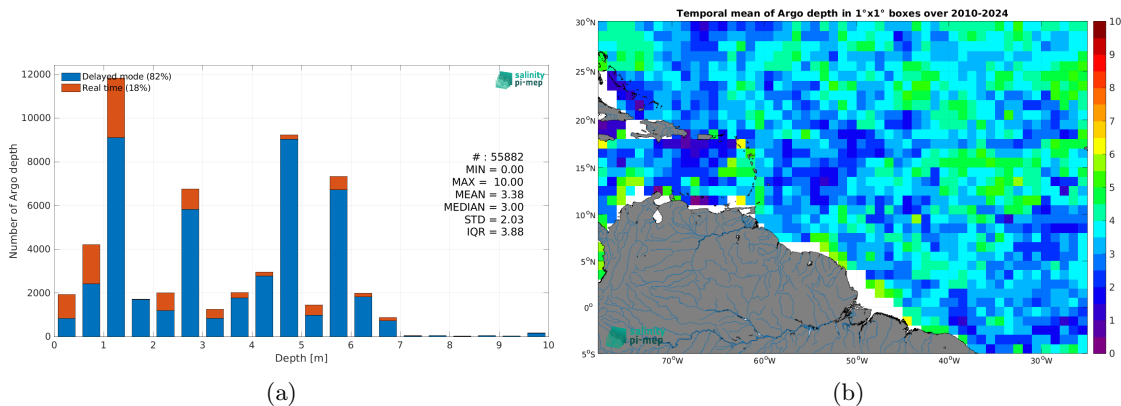 Delayed mode (82%)
Real time (18%)
salinity
pi-mep
12000
10000
8000
6000
4000
2000
0
Number of Argo depth
# : 55882
MIN = 0.00
MAX = 10.00
MEAN = 3.38
MEDIAN = 3.00
STD = 2.03
IQR = 3.88
0 1 2 3 4 5 6 7 8 9 10
Depth [m]
(a)
Temporal mean of Argo depth in 1°x1° boxes over 2010-2024
30°N
25°N
20°N
15°N
10°N
5°N
0°
5°S
70°W 60°W 50°W 40°W 30°W
salinity
pi-mep
10
9
8
7
6
5
4
3
2
1
0
(b)